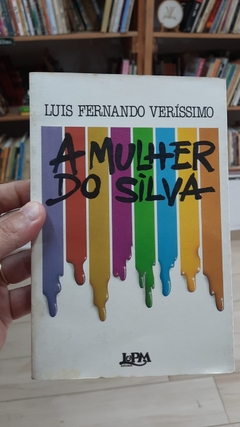 LUIS FERNANDO VERÍSSIMO
A MULHER
DO SILVA
L&PM